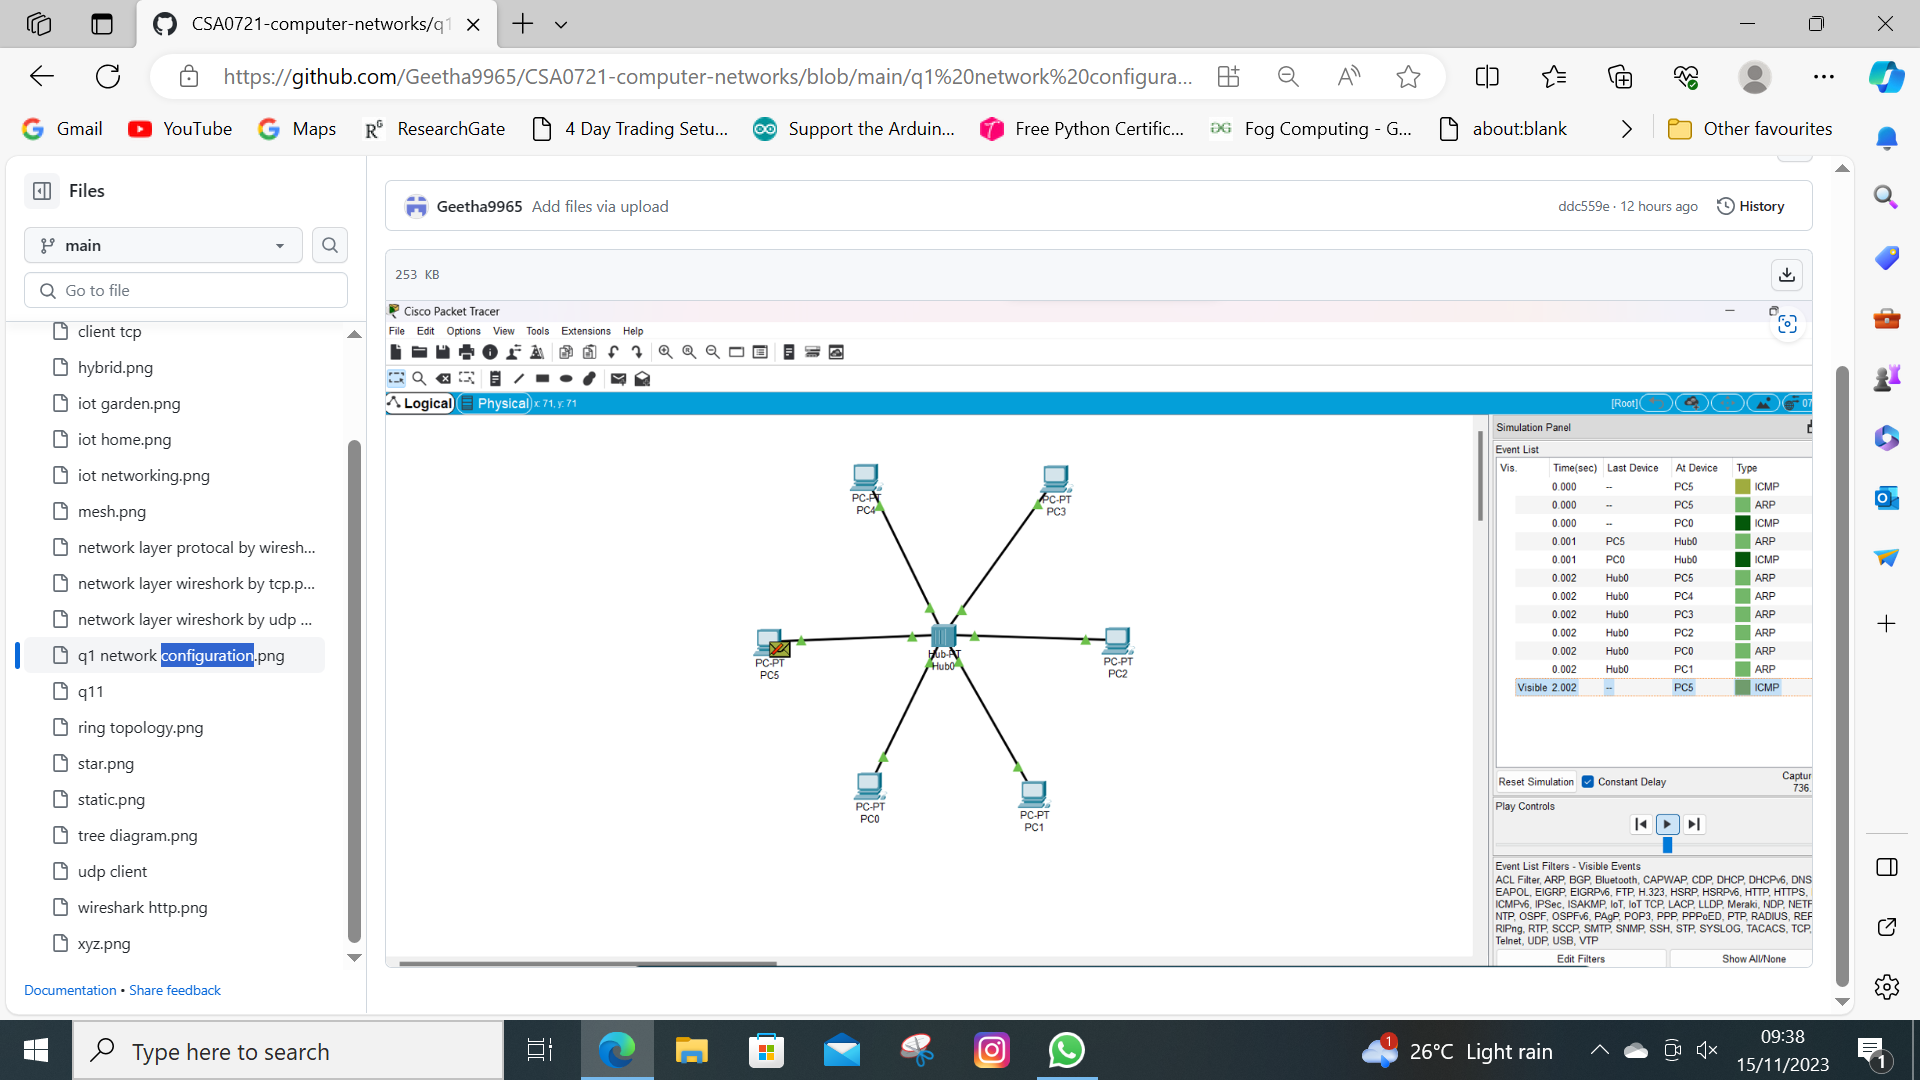 CSA0721-computer-networks/q1
https://github.com/Geetha9965/CSA0721-computer-networks/blob/main/q1%20network%20configura...
Gmail YouTube Maps ResearchGate 4 Day Trading Setu... Support the Arduin... Free Python Certific... Fog Computing - G... about:blank Other favourites
Files
main
Go to file
client tcp
hybrid.png
iot garden.png
iot home.png
iot networking.png
mesh.png
network layer protocal by wiresh...
network layer wireshork by tcp.p...
network layer wireshork by udp ...
q1 network configuration.png
q11
ring topology.png
star.png
static.png
tree diagram.png
udp client
wireshark http.png
xyz.png
Documentation • Share feedback
Geetha9965 Add files via upload ddc559e · 12 hours ago History
253 KB
Cisco Packet Tracer
File Edit Options View Tools Extensions Help
Logical Physical x: 71, y: 71 [Root] 07
PC-PT
PC4
PC-PT
PC3
PC-PT
PC5
Hub-PT
Hub0
PC-PT
PC2
PC-PT
PC0
PC-PT
PC1
Simulation Panel
Event List
Vis. Time(sec) Last Device At Device Type
0.000 -- PC5 ICMP
0.000 -- PC5 ARP
0.000 -- PC0 ICMP
0.001 PC5 Hub0 ARP
0.001 PC0 Hub0 ICMP
0.002 Hub0 PC5 ARP
0.002 Hub0 PC4 ARP
0.002 Hub0 PC3 ARP
0.002 Hub0 PC2 ARP
0.002 Hub0 PC0 ARP
0.002 Hub0 PC1 ARP
Visible 2.002 -- PC5 ICMP
Reset Simulation Constant Delay Captur
736.
Play Controls
Event List Filters - Visible Events
ACL Filter, ARP, BGP, Bluetooth, CAPWAP, CDP, DHCP, DHCPv6, DNS
EAPOL, EIGRP, EIGRPv6, FTP, H.323, HSRP, HSRPv6, HTTP, HTTPS,
ICMPv6, IPSec, ISAKMP, IoT, IoT TCP, LACP, LLDP, Meraki, NDP, NETF
NTP, OSPF, OSPFv6, PAgP, POP3, PPP, PPPoED, PTP, RADIUS, REP
RIPng, RTP, SCCP, SMTP, SNMP, SSH, STP, SYSLOG, TACACS, TCP,
Telnet, UDP, USB, VTP
Edit Filters Show All/None
Type here to search
1
26°C Light rain
09:38
15/11/2023
1